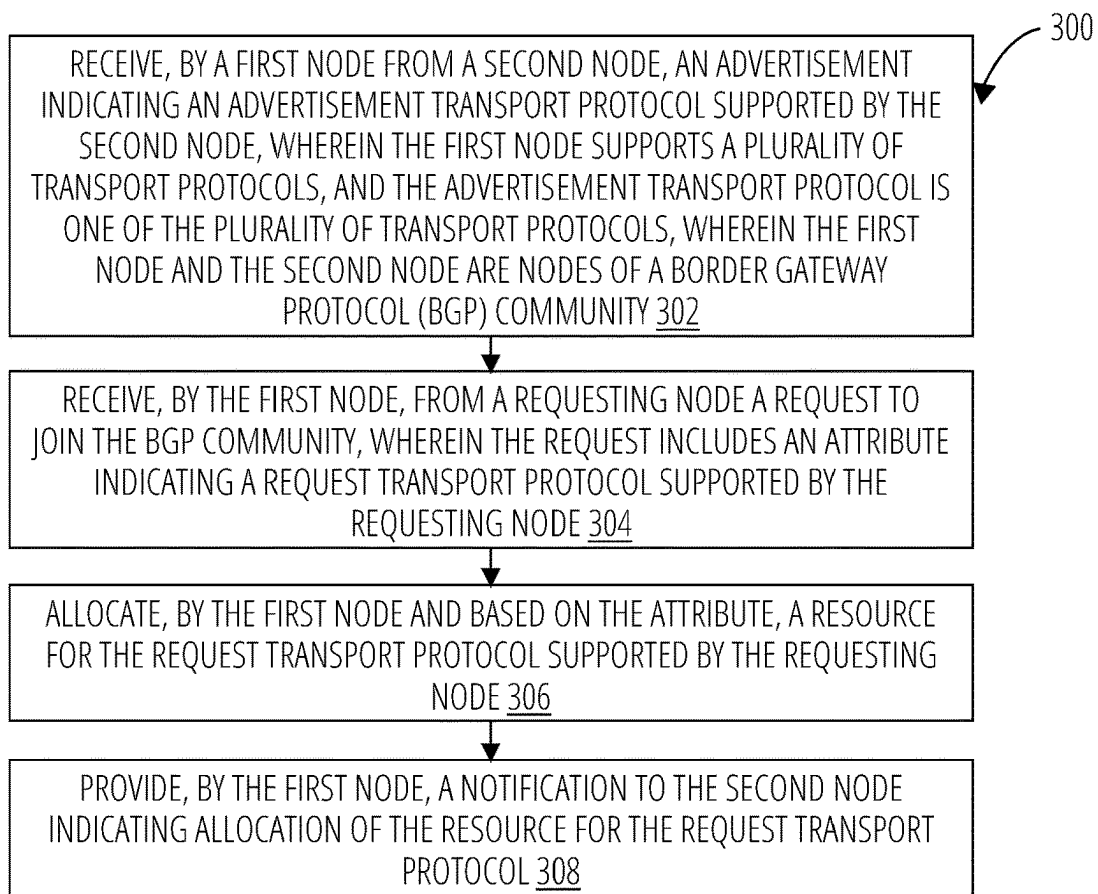 300
RECEIVE, BY A FIRST NODE FROM A SECOND NODE, AN ADVERTISEMENT
INDICATING AN ADVERTISEMENT TRANSPORT PROTOCOL SUPPORTED BY THE
SECOND NODE, WHEREIN THE FIRST NODE SUPPORTS A PLURALITY OF
TRANSPORT PROTOCOLS, AND THE ADVERTISEMENT TRANSPORT PROTOCOL IS
ONE OF THE PLURALITY OF TRANSPORT PROTOCOLS, WHEREIN THE FIRST
NODE AND THE SECOND NODE ARE NODES OF A BORDER GATEWAY
PROTOCOL (BGP) COMMUNITY 302
RECEIVE, BY THE FIRST NODE, FROM A REQUESTING NODE A REQUEST TO
JOIN THE BGP COMMUNITY, WHEREIN THE REQUEST INCLUDES AN ATTRIBUTE
INDICATING A REQUEST TRANSPORT PROTOCOL SUPPORTED BY THE
REQUESTING NODE 304
ALLOCATE, BY THE FIRST NODE AND BASED ON THE ATTRIBUTE, A RESOURCE
FOR THE REQUEST TRANSPORT PROTOCOL SUPPORTED BY THE REQUESTING
NODE 306
PROVIDE, BY THE FIRST NODE, A NOTIFICATION TO THE SECOND NODE
INDICATING ALLOCATION OF THE RESOURCE FOR THE REQUEST TRANSPORT
PROTOCOL 308